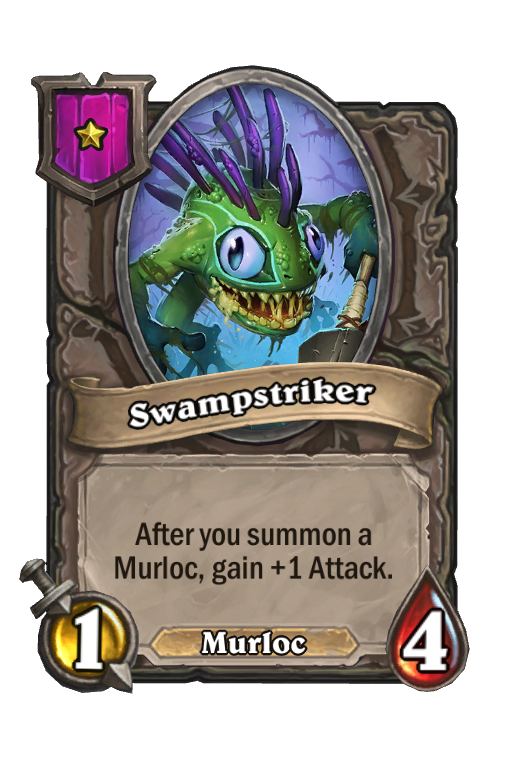 Swampstriker
After you summon a
Murloc, gain +1 Attack.
1
Murloc
4